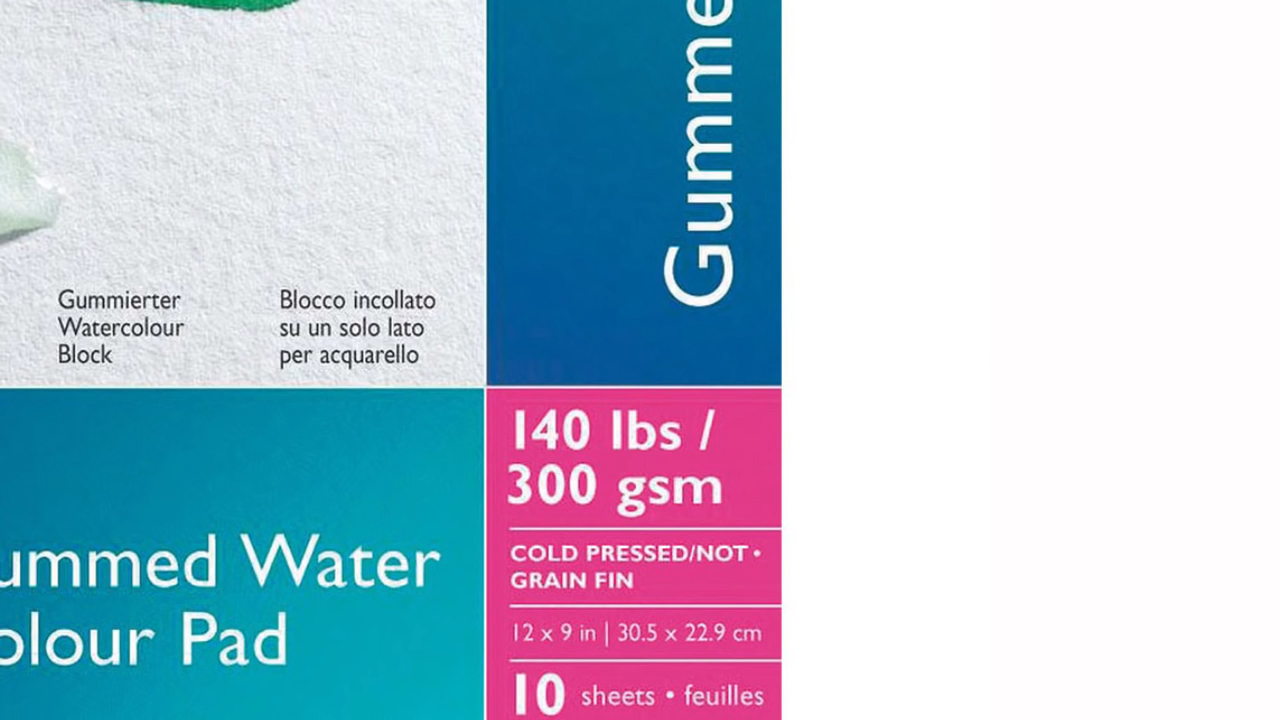 Gumme
Gummierter
Watercolour
Block
Blocco incollato
su un solo lato
per acquarello
ummed Water
olour Pad
140 lbs /
300 gsm
COLD PRESSED/NOT •
GRAIN FIN
12 x 9 in | 30.5 x 22.9 cm
10 sheets • feuilles